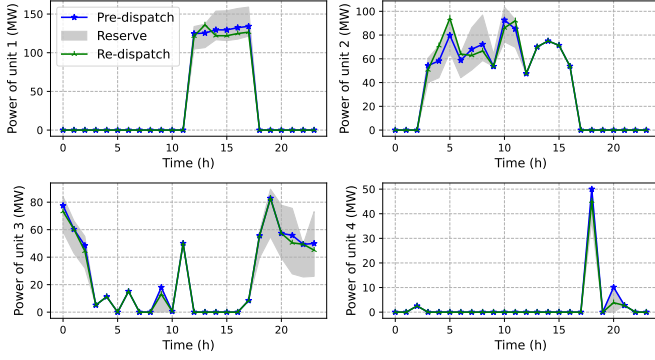 Power of unit 1 (MW)
150
100
50
0
Pre-dispatch
Reserve
Re-dispatch
0 5 10 15 20
Time (h)
Power of unit 2 (MW)
100
80
60
40
20
0
0 5 10 15 20
Time (h)
Power of unit 3 (MW)
80
60
40
20
0
0 5 10 15 20
Time (h)
Power of unit 4 (MW)
50
40
30
20
10
0
0 5 10 15 20
Time (h)